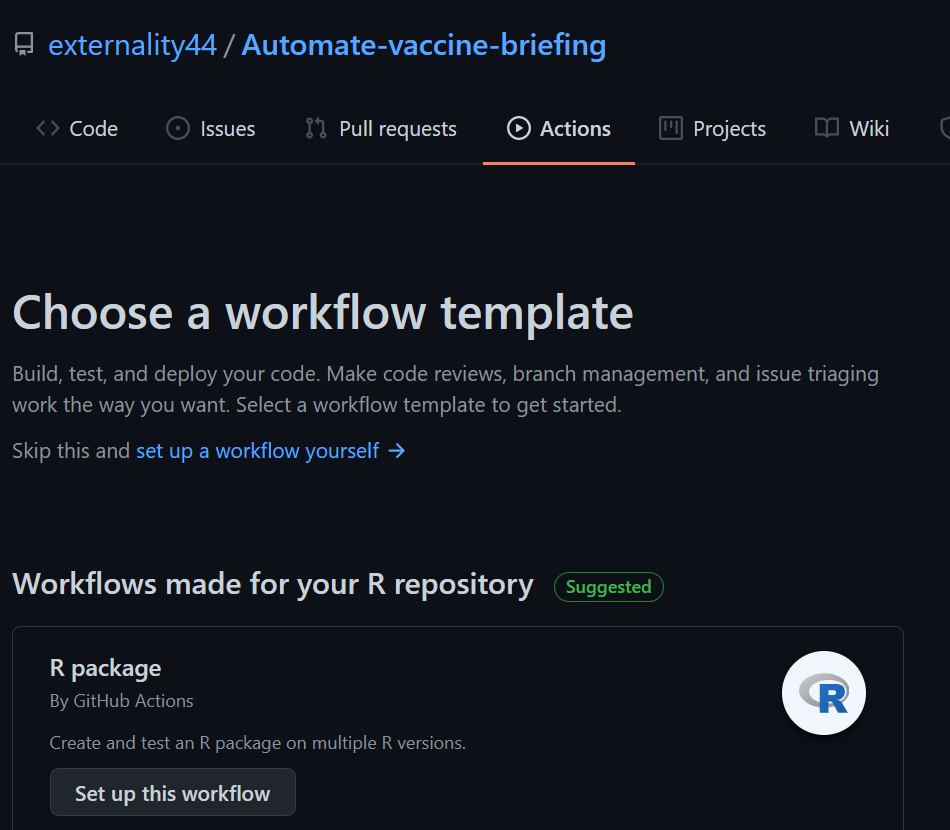 externality44 / Automate-vaccine-briefing
Code Issues Pull requests Actions Projects Wiki
Choose a workflow template
Build, test, and deploy your code. Make code reviews, branch management, and issue triaging
work the way you want. Select a workflow template to get started.
Skip this and set up a workflow yourself →
Workflows made for your R repository Suggested
R package
By GitHub Actions
R
Create and test an R package on multiple R versions.
Set up this workflow